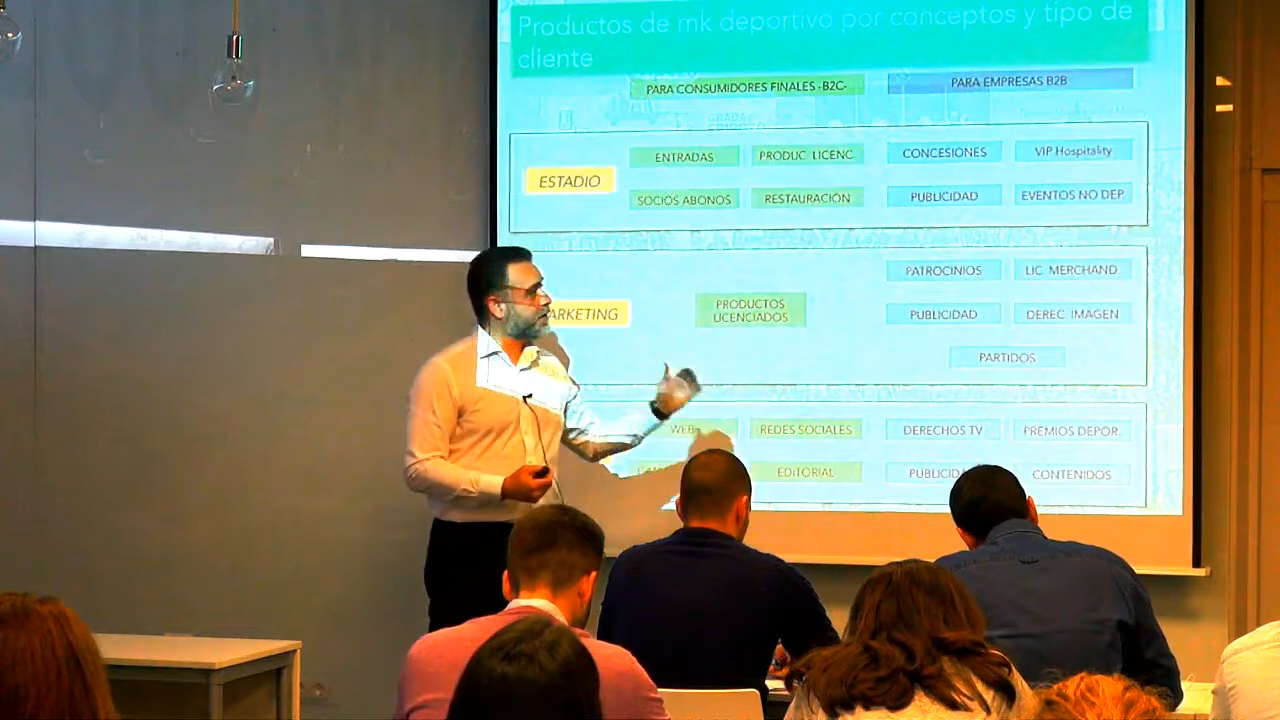 Productos de mk deportivo por conceptos y tipo de
cliente
PARA CONSUMIDORES FINALES -B2C-
PARA EMPRESAS B2B
ESTADIO
ENTRADAS
PRODUC. LICENC
CONCESIONES
VIP Hospitality
SOCIOS ABONOS
RESTAURACIÓN
PUBLICIDAD
EVENTOS NO DEP
ARKETING
PRODUCTOS
LICENCIADOS
PATROCINIOS
LIC. MERCHAND
PUBLICIDAD
DEREC. IMAGEN
PARTIDOS
WEB
REDES SOCIALES
DERECHOS TV
PREMIOS DEPOR.
EDITORIAL
PUBLICIDA
CONTENIDOS